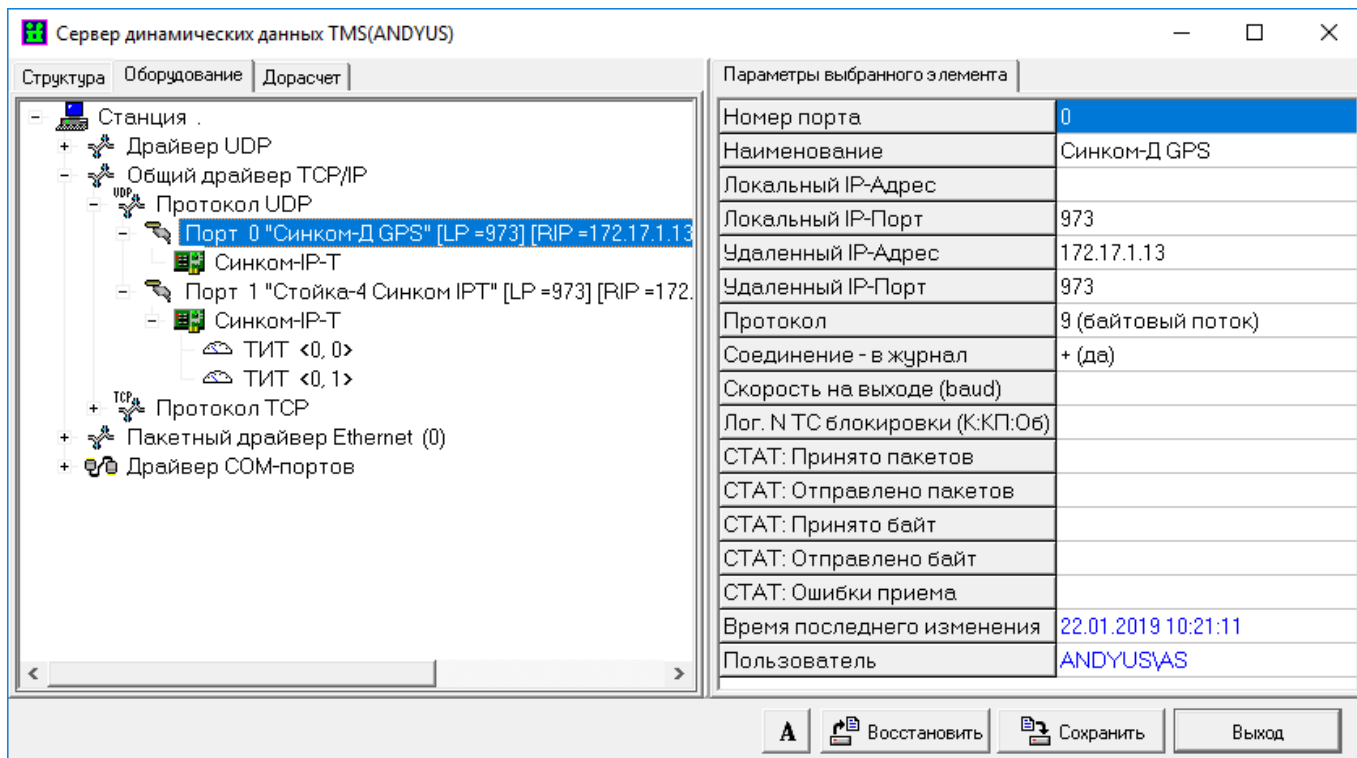 Сервер динамических данных TMS(ANDYUS)
Структура Оборудование Дорасчет
Станция .
Драйвер UDP
Общий драйвер TCP/IP
UDP Протокол UDP
Порт 0 "Синком-Д GPS" [LP =973] [RIP =172.17.1.13
Синком-IP-T
Порт 1 "Стойка-4 Синком IPT" [LP =973] [RIP =172.
Синком-IP-T
ТИТ <0, 0>
ТИТ <0, 1>
TCP Протокол TCP
Пакетный драйвер Ethernet (0)
Драйвер COM-портов
Параметры выбранного элемента
Номер порта 0
Наименование Синком-Д GPS
Локальный IP-Адрес
Локальный IP-Порт 973
Удаленный IP-Адрес 172.17.1.13
Удаленный IP-Порт 973
Протокол 9 (байтовый поток)
Соединение - в журнал + (да)
Скорость на выходе (baud)
Лог. N ТС блокировки (К:КП:Об)
СТАТ: Принято пакетов
СТАТ: Отправлено пакетов
СТАТ: Принято байт
СТАТ: Отправлено байт
СТАТ: Ошибки приема
Время последнего изменения 22.01.2019 10:21:11
Пользователь ANDYUS\AS
A Восстановить Сохранить Выход